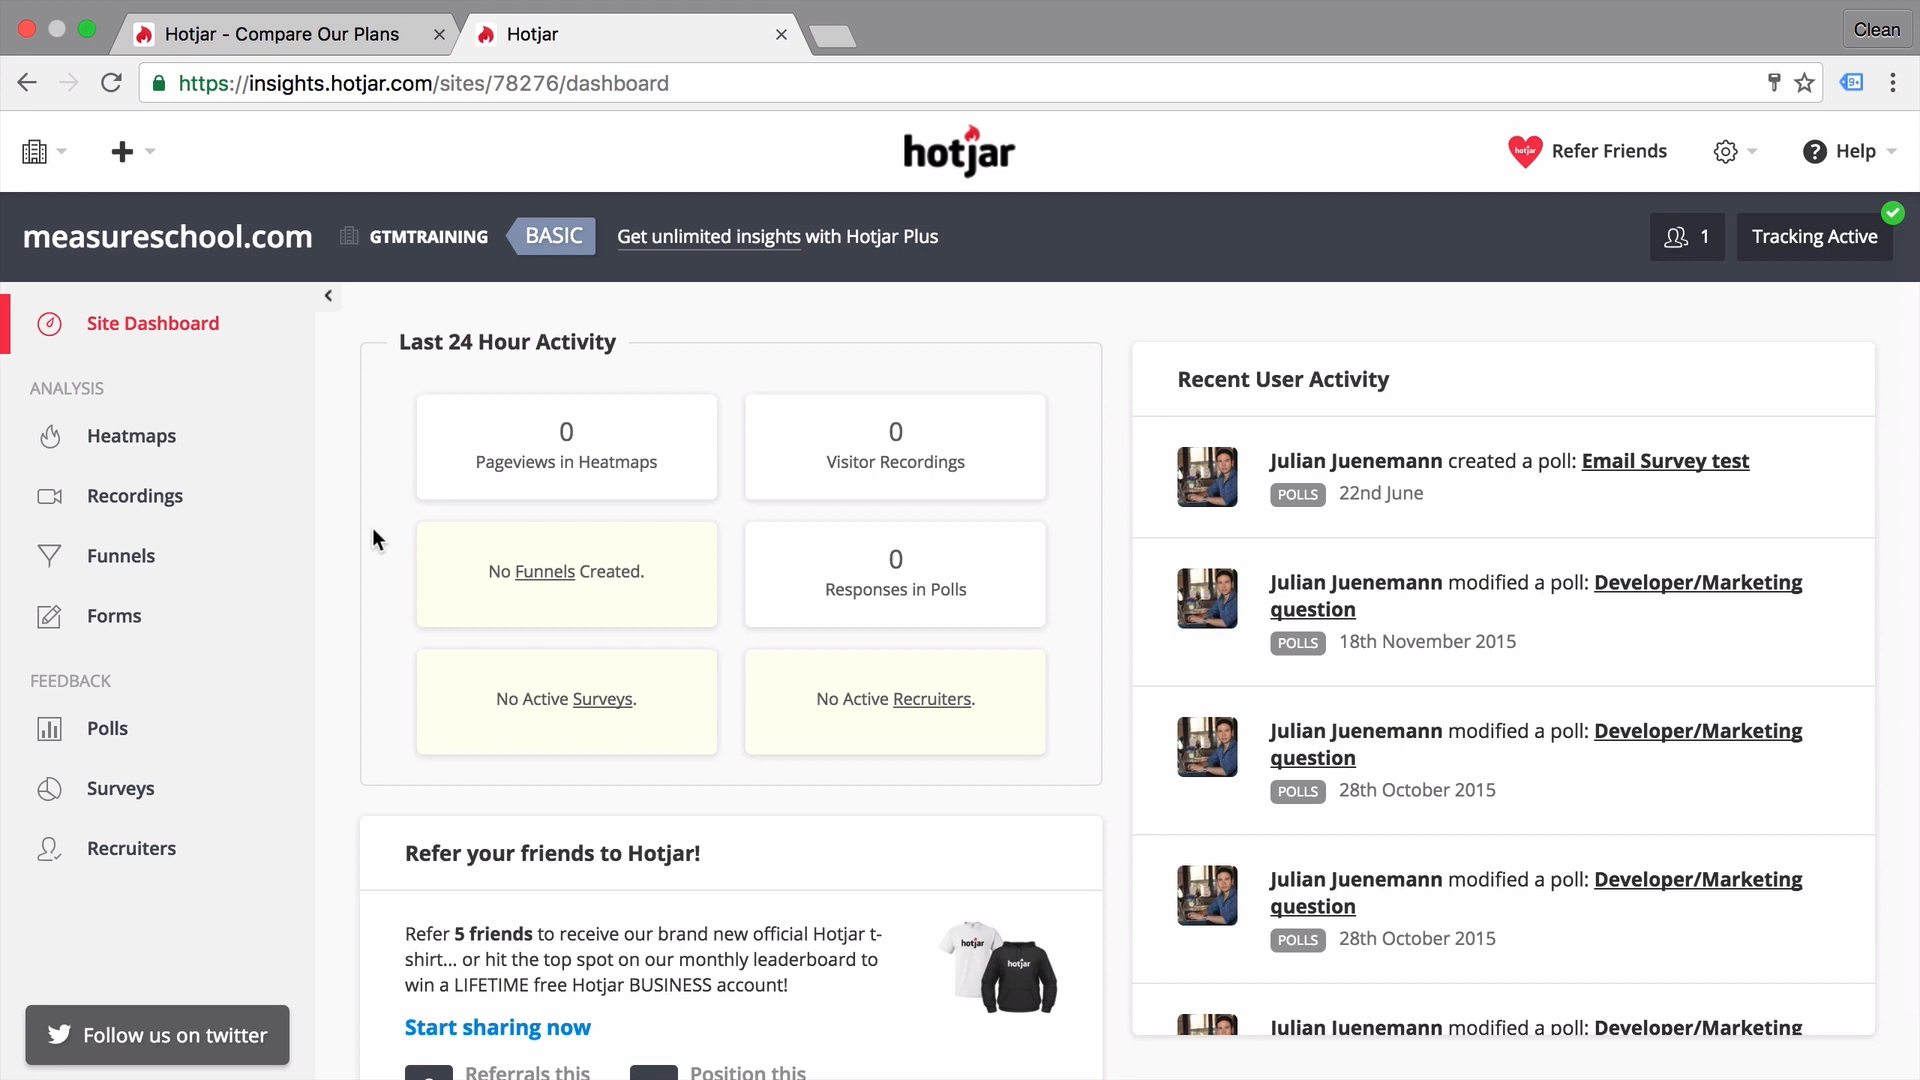 Hotjar - Compare Our Plans
Hotjar
Clean
https://insights.hotjar.com/sites/78276/dashboard
hotjar
hotjar
Refer Friends
Help
measureschool.com
GTMTRAINING
BASIC
Get unlimited insights with Hotjar Plus
1
Tracking Active
Site Dashboard
ANALYSIS
Heatmaps
Recordings
Funnels
Forms
FEEDBACK
Polls
Surveys
Recruiters
Follow us on twitter
Last 24 Hour Activity
0
Pageviews in Heatmaps
0
Visitor Recordings
No Funnels Created.
0
Responses in Polls
No Active Surveys.
No Active Recruiters.
Refer your friends to Hotjar!
Refer 5 friends to receive our brand new official Hotjar t-
shirt... or hit the top spot on our monthly leaderboard to
win a LIFETIME free Hotjar BUSINESS account!
hotjar
hotjar
Start sharing now
Referrals this
Position this
Recent User Activity
Julian Juenemann created a poll: Email Survey test
POLLS 22nd June
Julian Juenemann modified a poll: Developer/Marketing
question
POLLS 18th November 2015
Julian Juenemann modified a poll: Developer/Marketing
question
POLLS 28th October 2015
Julian Juenemann modified a poll: Developer/Marketing
question
POLLS 28th October 2015
Julian Juenemann modified a poll: Developer/Marketing